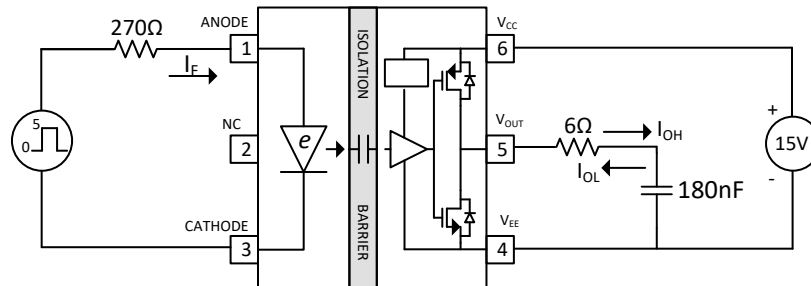 270Ω
ANODE
1
I_F
ISOLATION
V_CC
6
5
0
NC
2
e
V_OUT
5
6Ω
I_OH
I_OL
+
15V
-
180nF
CATHODE
3
BARRIER
V_EE
4